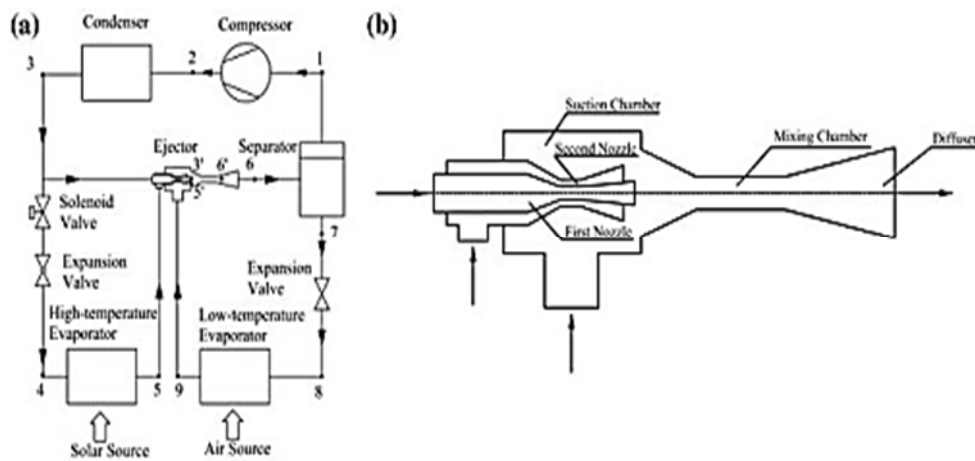 (a)
Condenser
Compressor
3
2
1
Ejector
Separator
3'
6'
6
5'
Solenoid
Valve
7
Expansion
Valve
Expansion
Valve
High-temperature
Evaporator
Low-temperature
Evaporator
4
5
9
8
Solar Source
Air Source
(b)
Suction Chamber
Second Nozzle
Mixing Chamber
Diffuser
First Nozzle